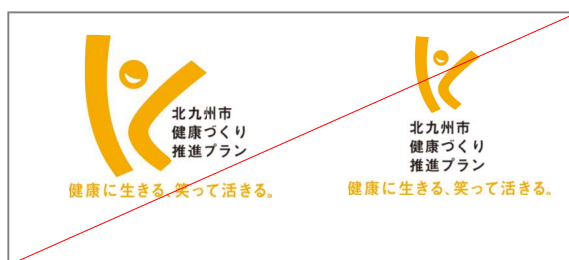 北九州市
健康づくり
推進プラン
健康に生きる、笑って活きる。
北九州市
健康づくり
推進プラン
健康に生きる、笑って活きる。